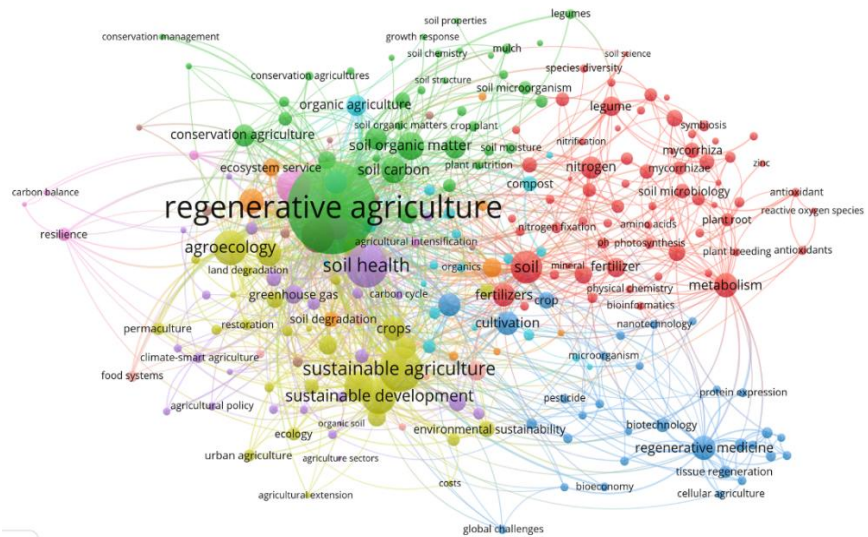 legumes
soil properties
conservation management
growth response
mulch
soil chemistry
soil science
species diversity
conservation agricultures
soil structure
soil microorganism
organic agriculture
legume
soil organic matters
crop plant
symbiosis
conservation agriculture
soil organic matter
soil moisture
nitrification
mycorrhiza
ecosystem service
soil carbon
plant nutrition
nitrogen
mycorrhizae
zinc
compost
soil microbiology
carbon balance
antioxidant
regenerative agriculture
reactive oxygen species
resilience
nitrogen fixation
amino acids
plant root
agroecology
agricultural intensification
ph
photosynthesis
plant breeding
antioxidants
land degradation
soil health
organics
soil
mineral
fertilizer
metabolism
greenhouse gas
carbon cycle
fertilizers
crop
physical chemistry
bioinformatics
soil degradation
cultivation
nanotechnology
permaculture
restoration
crops
climate-smart agriculture
microorganism
food systems
sustainable agriculture
protein expression
agricultural policy
sustainable development
pesticide
organic soil
environmental sustainability
biotechnology
ecology
regenerative medicine
urban agriculture
agriculture sectors
tissue regeneration
costs
bioeconomy
cellular agriculture
agricultural extension
global challenges